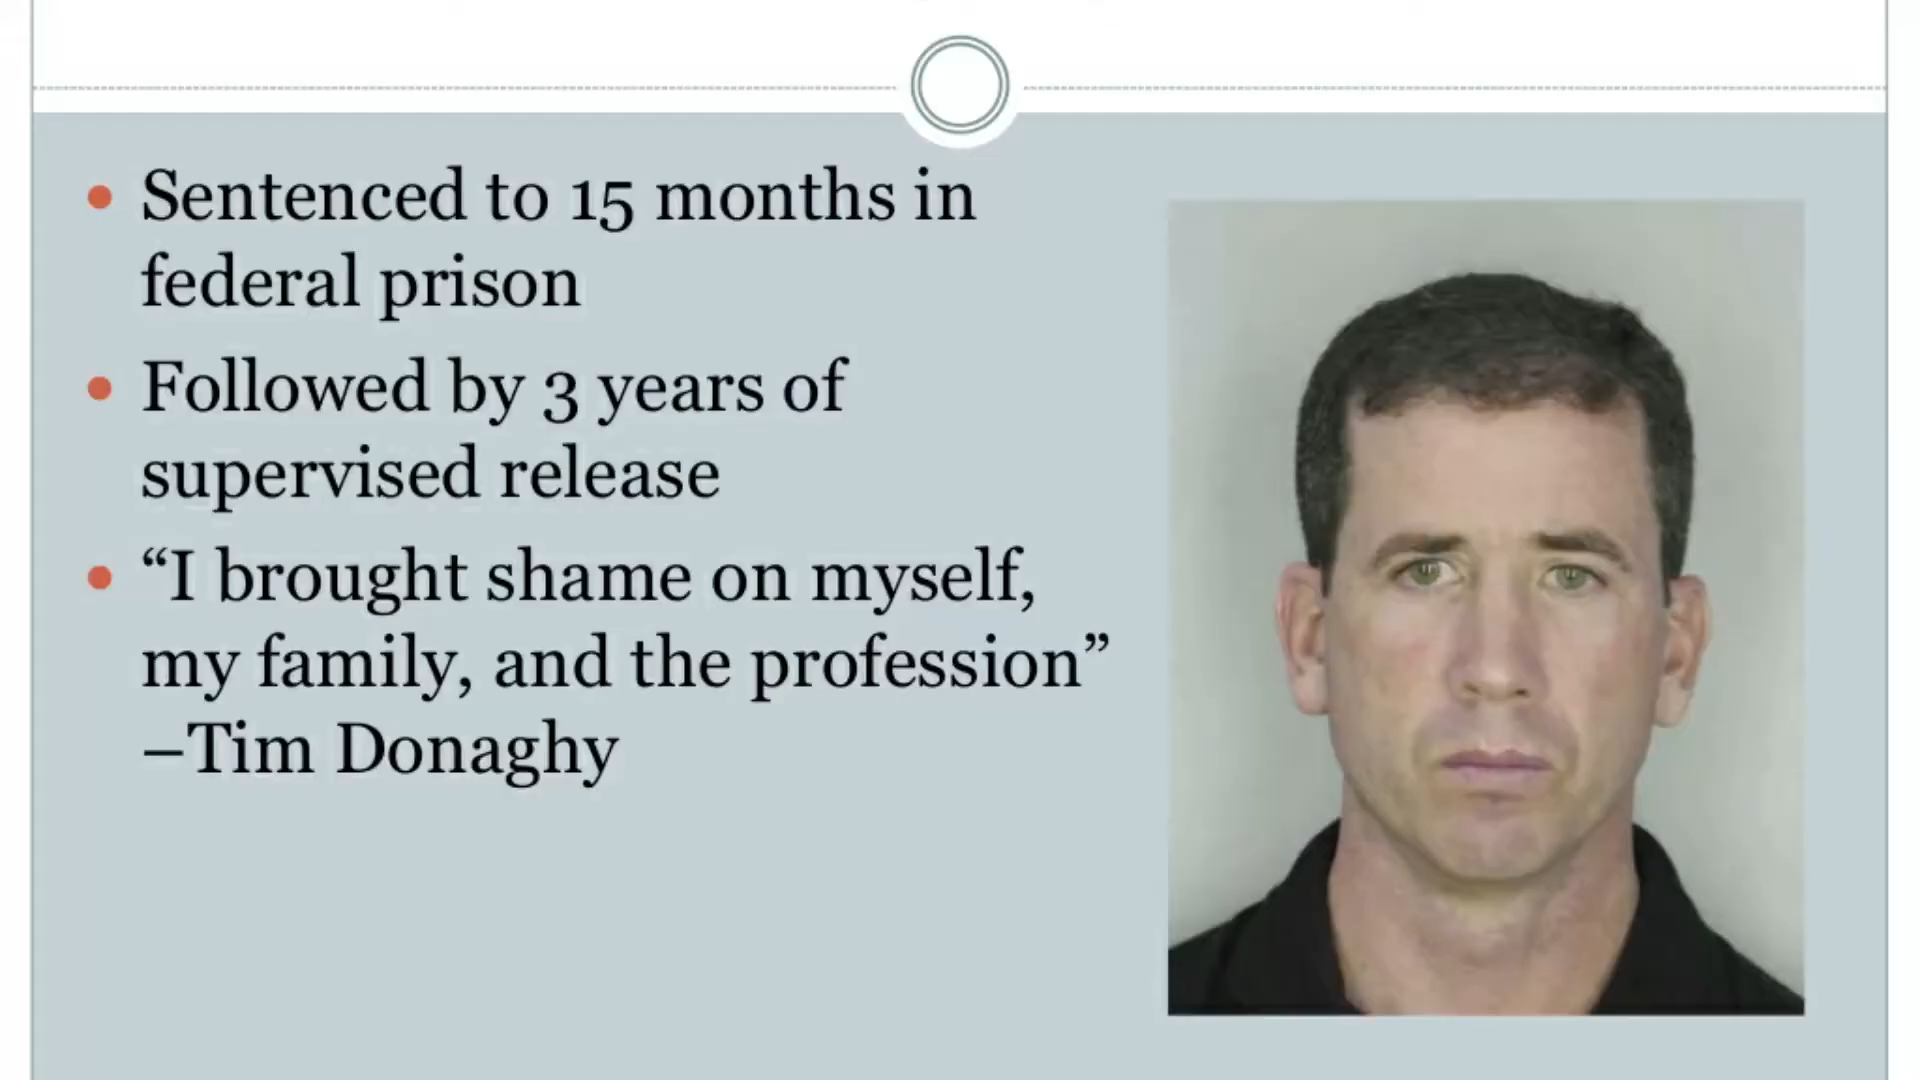 Sentenced to 15 months in
federal prison
Followed by 3 years of
supervised release
“I brought shame on myself,
my family, and the profession”
–Tim Donaghy